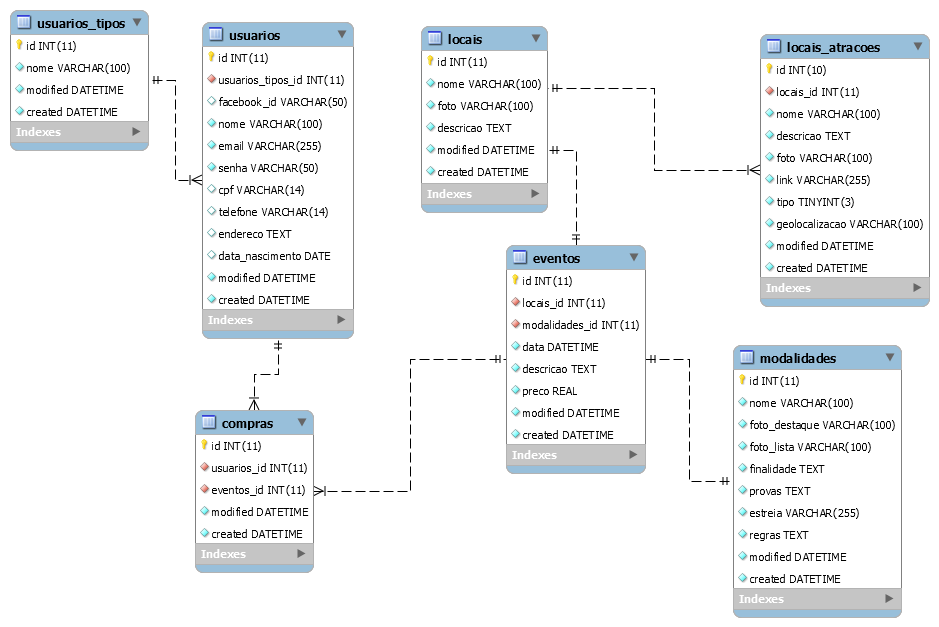 usuarios_tipos
id INT(11)
nome VARCHAR(100)
modified DATETIME
created DATETIME
Indexes
usuarios
id INT(11)
usuarios_tipos_id INT(11)
facebook_id VARCHAR(50)
nome VARCHAR(100)
email VARCHAR(255)
senha VARCHAR(50)
cpf VARCHAR(14)
telefone VARCHAR(14)
endereco TEXT
data_nascimento DATE
modified DATETIME
created DATETIME
Indexes
locais
id INT(11)
nome VARCHAR(100)
foto VARCHAR(100)
descricao TEXT
modified DATETIME
created DATETIME
Indexes
locais_atracoes
id INT(10)
locais_id INT(11)
nome VARCHAR(100)
descricao TEXT
foto VARCHAR(100)
link VARCHAR(255)
tipo TINYINT(3)
geolocalizacao VARCHAR(100)
modified DATETIME
created DATETIME
Indexes
eventos
id INT(11)
locais_id INT(11)
modalidades_id INT(11)
data DATETIME
descricao TEXT
preco REAL
modified DATETIME
created DATETIME
Indexes
modalidades
id INT(11)
nome VARCHAR(100)
foto_destaque VARCHAR(100)
foto_lista VARCHAR(100)
finalidade TEXT
provas TEXT
estreia VARCHAR(255)
regras TEXT
modified DATETIME
created DATETIME
Indexes
compras
id INT(11)
usuarios_id INT(11)
eventos_id INT(11)
modified DATETIME
created DATETIME
Indexes